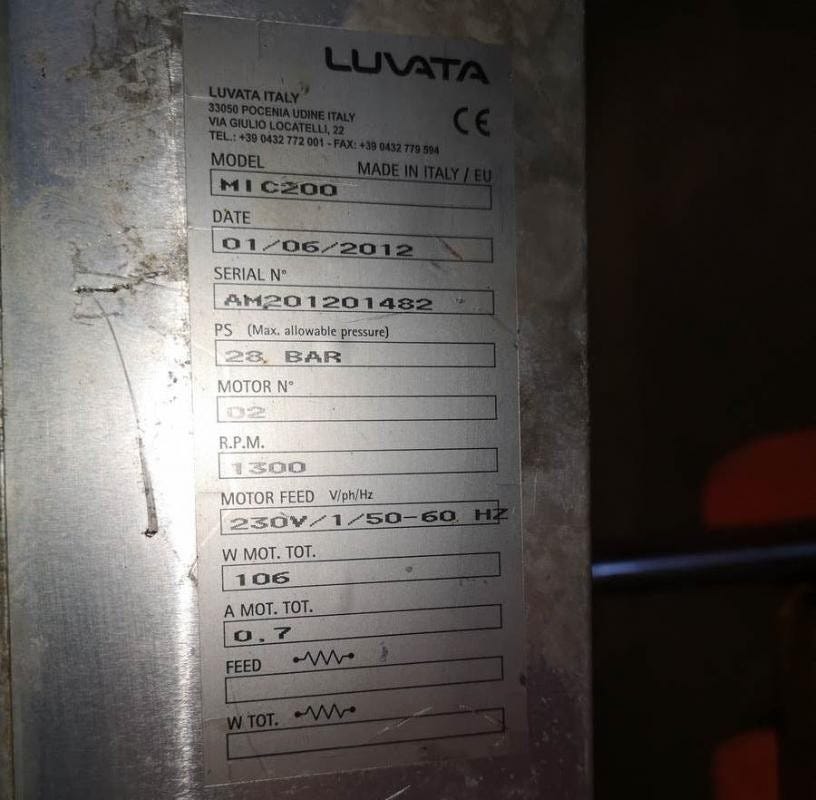 LUVATA
LUVATA ITALY
33050 POCENIA UDINE ITALY
VIA GIULIO LOCATELLI, 22
TEL.: +39 0432 772 001 - FAX: +39 0432 779 594
CE
MODEL
MADE IN ITALY / EU
MIC200
DATE
01/06/2012
SERIAL N°
AM201201482
PS (Max. allowable pressure)
28 BAR
MOTOR N°
02
R.P.M.
1300
MOTOR FEED V/ph/Hz
230V/1/50-60 HZ
W MOT. TOT.
106
A MOT. TOT.
0.7
FEED
W TOT.